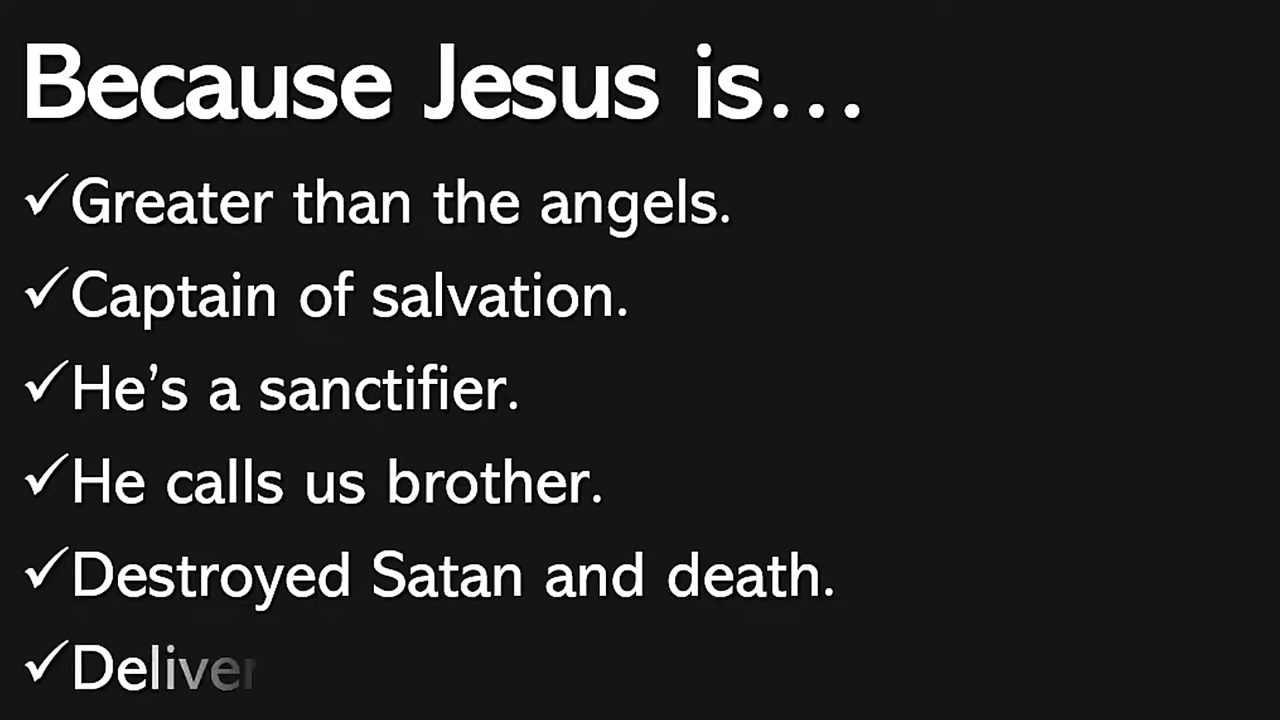 Because Jesus is…
✓Greater than the angels.
✓Captain of salvation.
✓He’s a sanctifier.
✓He calls us brother.
✓Destroyed Satan and death.
✓Deliver